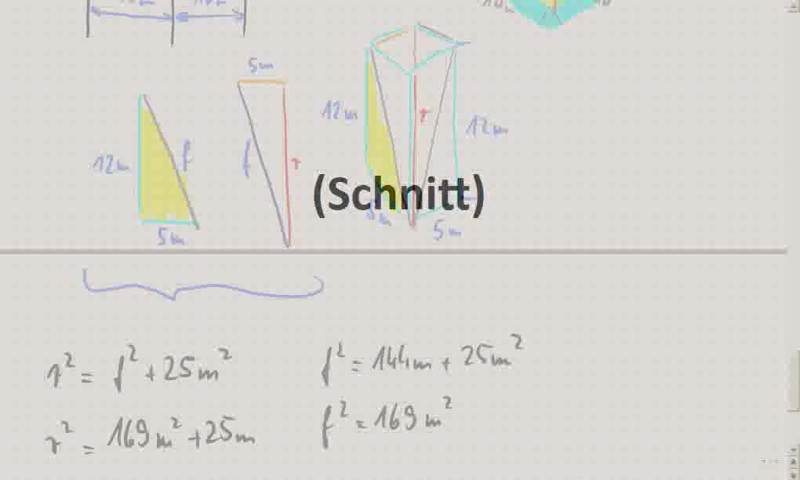 5m
12m
12m
12m
f
f
r
r
(Schnitt)
5m
5m
r² = f² + 25m²
f² = 144m + 25m²
r² = 169m² + 25m
f² = 169m²